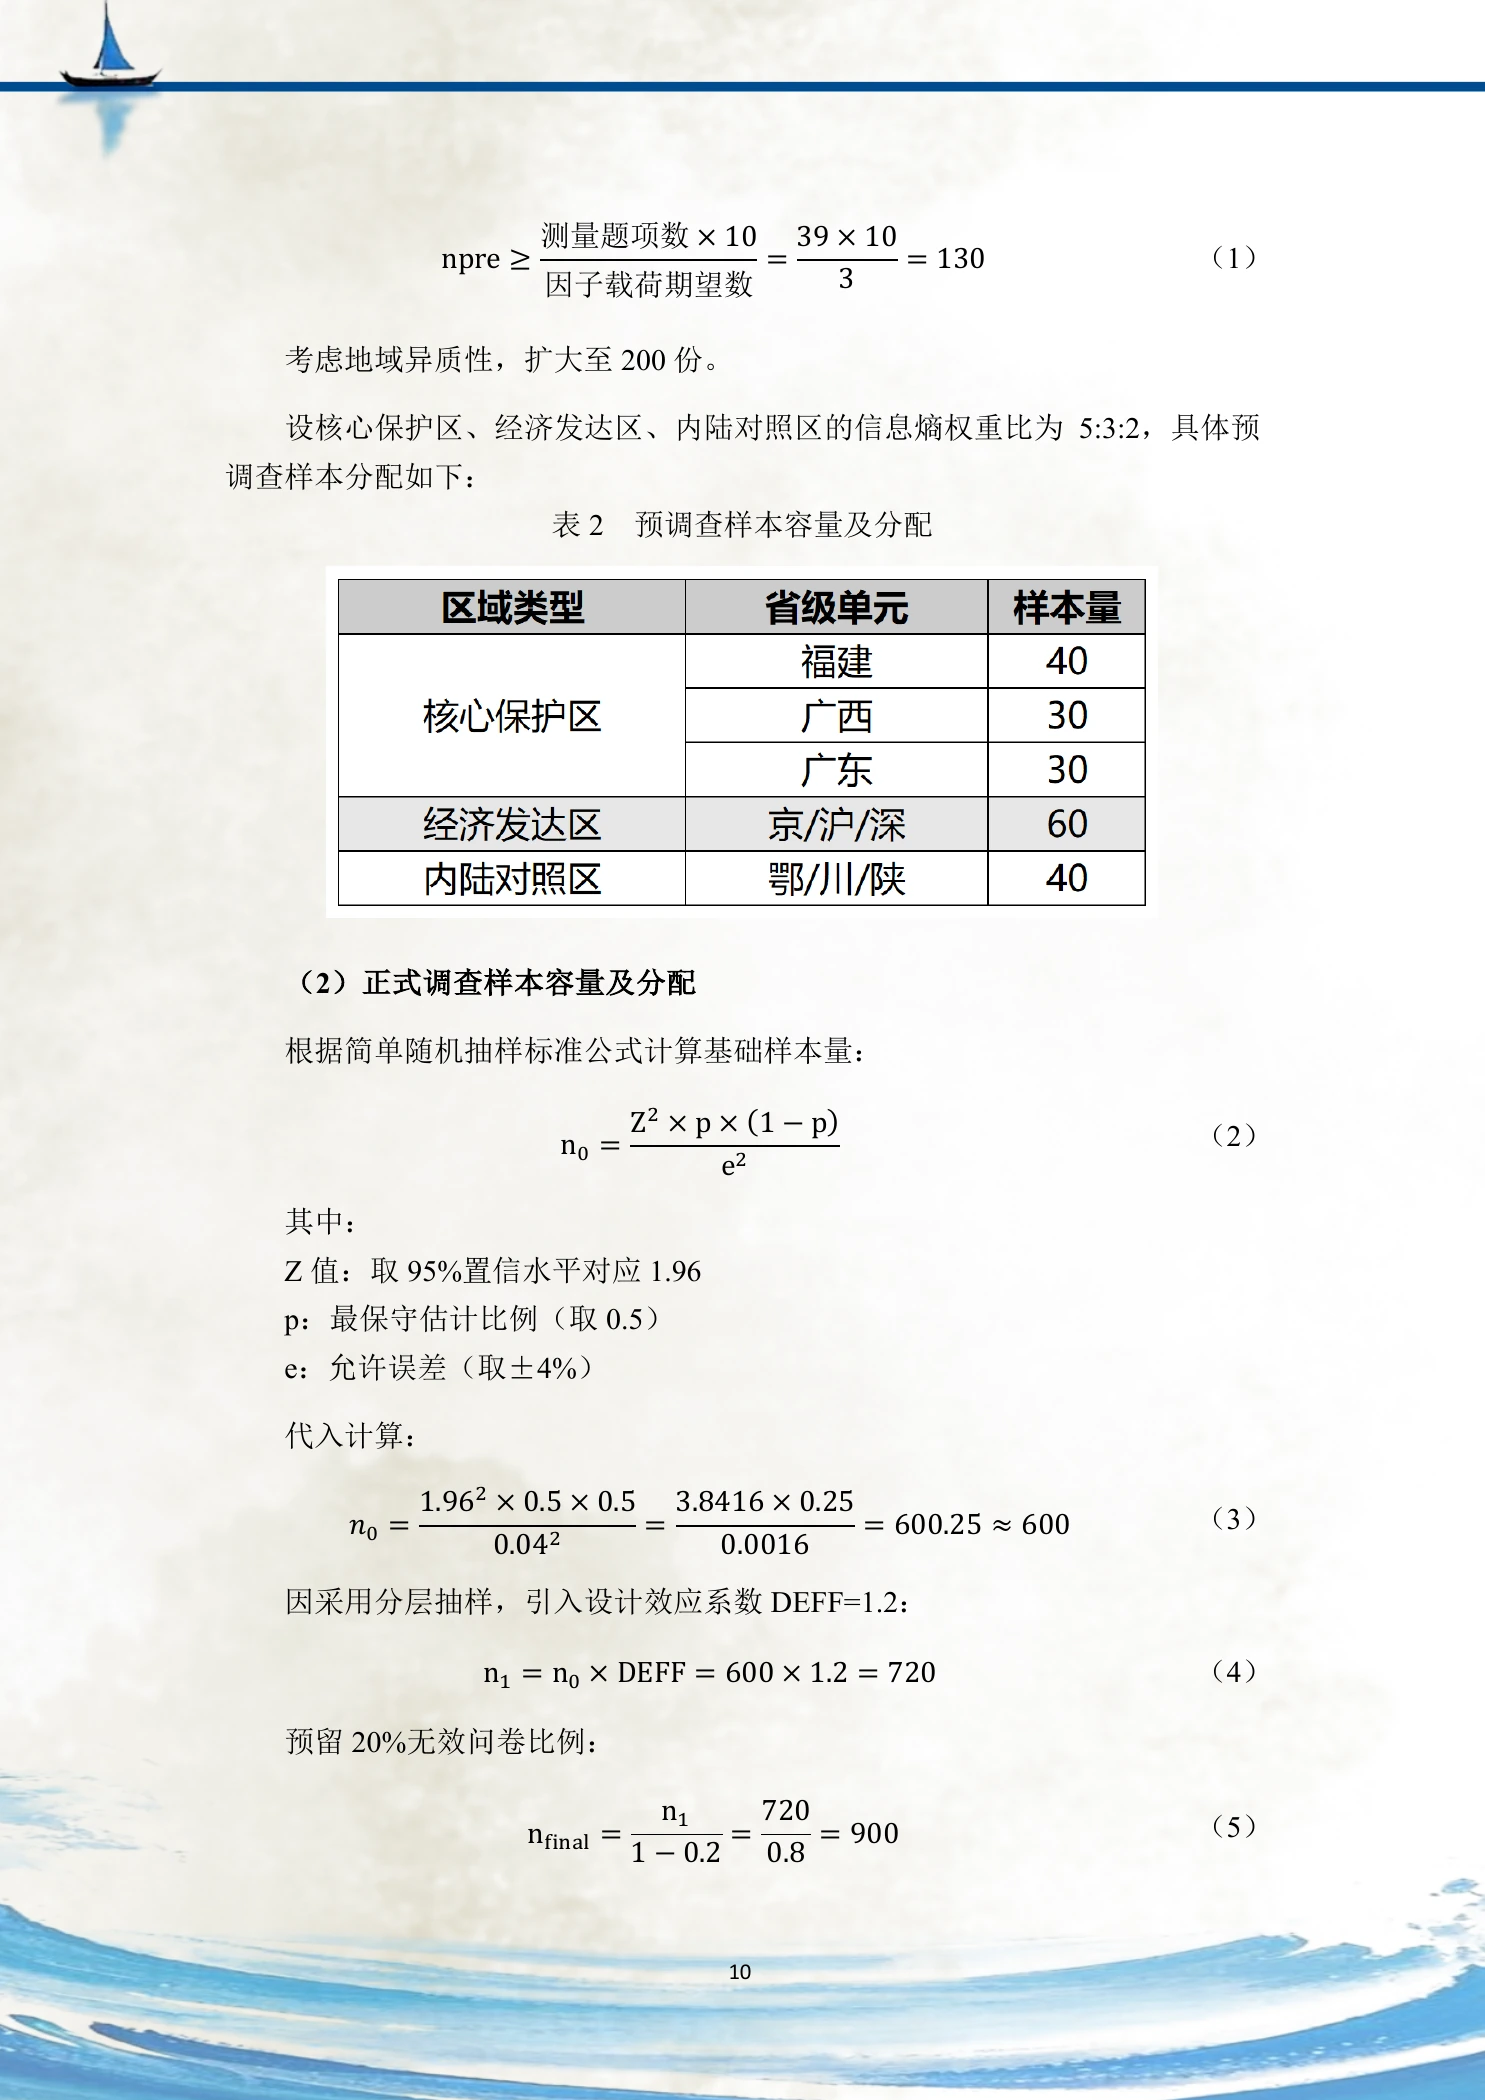 npre ≥ 测量题项数 × 10 / 因子载荷期望数 = 39 × 10 / 3 = 130 （1）
考虑地域异质性，扩大至 200 份。
设核心保护区、经济发达区、内陆对照区的信息熵权重比为 5:3:2，具体预
调查样本分配如下：
表 2 预调查样本容量及分配
区域类型 省级单元 样本量
核心保护区 福建 40
广西 30
广东 30
经济发达区 京/沪/深 60
内陆对照区 鄂/川/陕 40
（2）正式调查样本容量及分配
根据简单随机抽样标准公式计算基础样本量：
n₀ = Z² × p × (1 − p) / e² （2）
其中：
Z 值：取 95%置信水平对应 1.96
p：最保守估计比例（取 0.5）
e：允许误差（取±4%）
代入计算：
n₀ = 1.96² × 0.5 × 0.5 / 0.04² = 3.8416 × 0.25 / 0.0016 = 600.25 ≈ 600 （3）
因采用分层抽样，引入设计效应系数 DEFF=1.2：
n₁ = n₀ × DEFF = 600 × 1.2 = 720 （4）
预留 20%无效问卷比例：
n_final = n₁ / 1 − 0.2 = 720 / 0.8 = 900 （5）
10